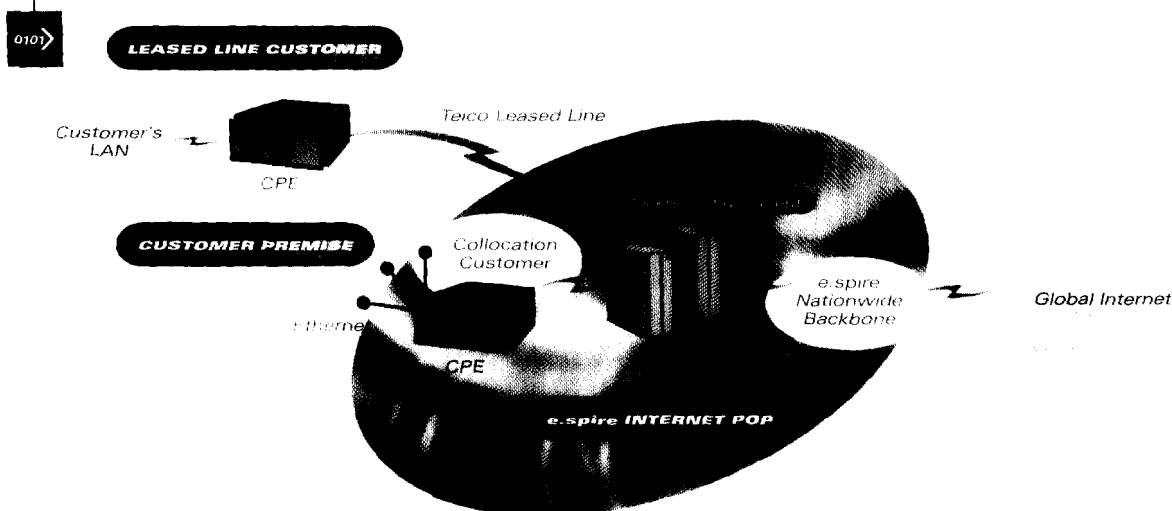 0101
LEASED LINE CUSTOMER
Telco Leased Line
Customer's
LAN
CPE
CUSTOMER PREMISE
Collocation
Customer
Ethernet
CPE
e.spire
Nationwide
Backbone
Global Internet
e.spire INTERNET POP